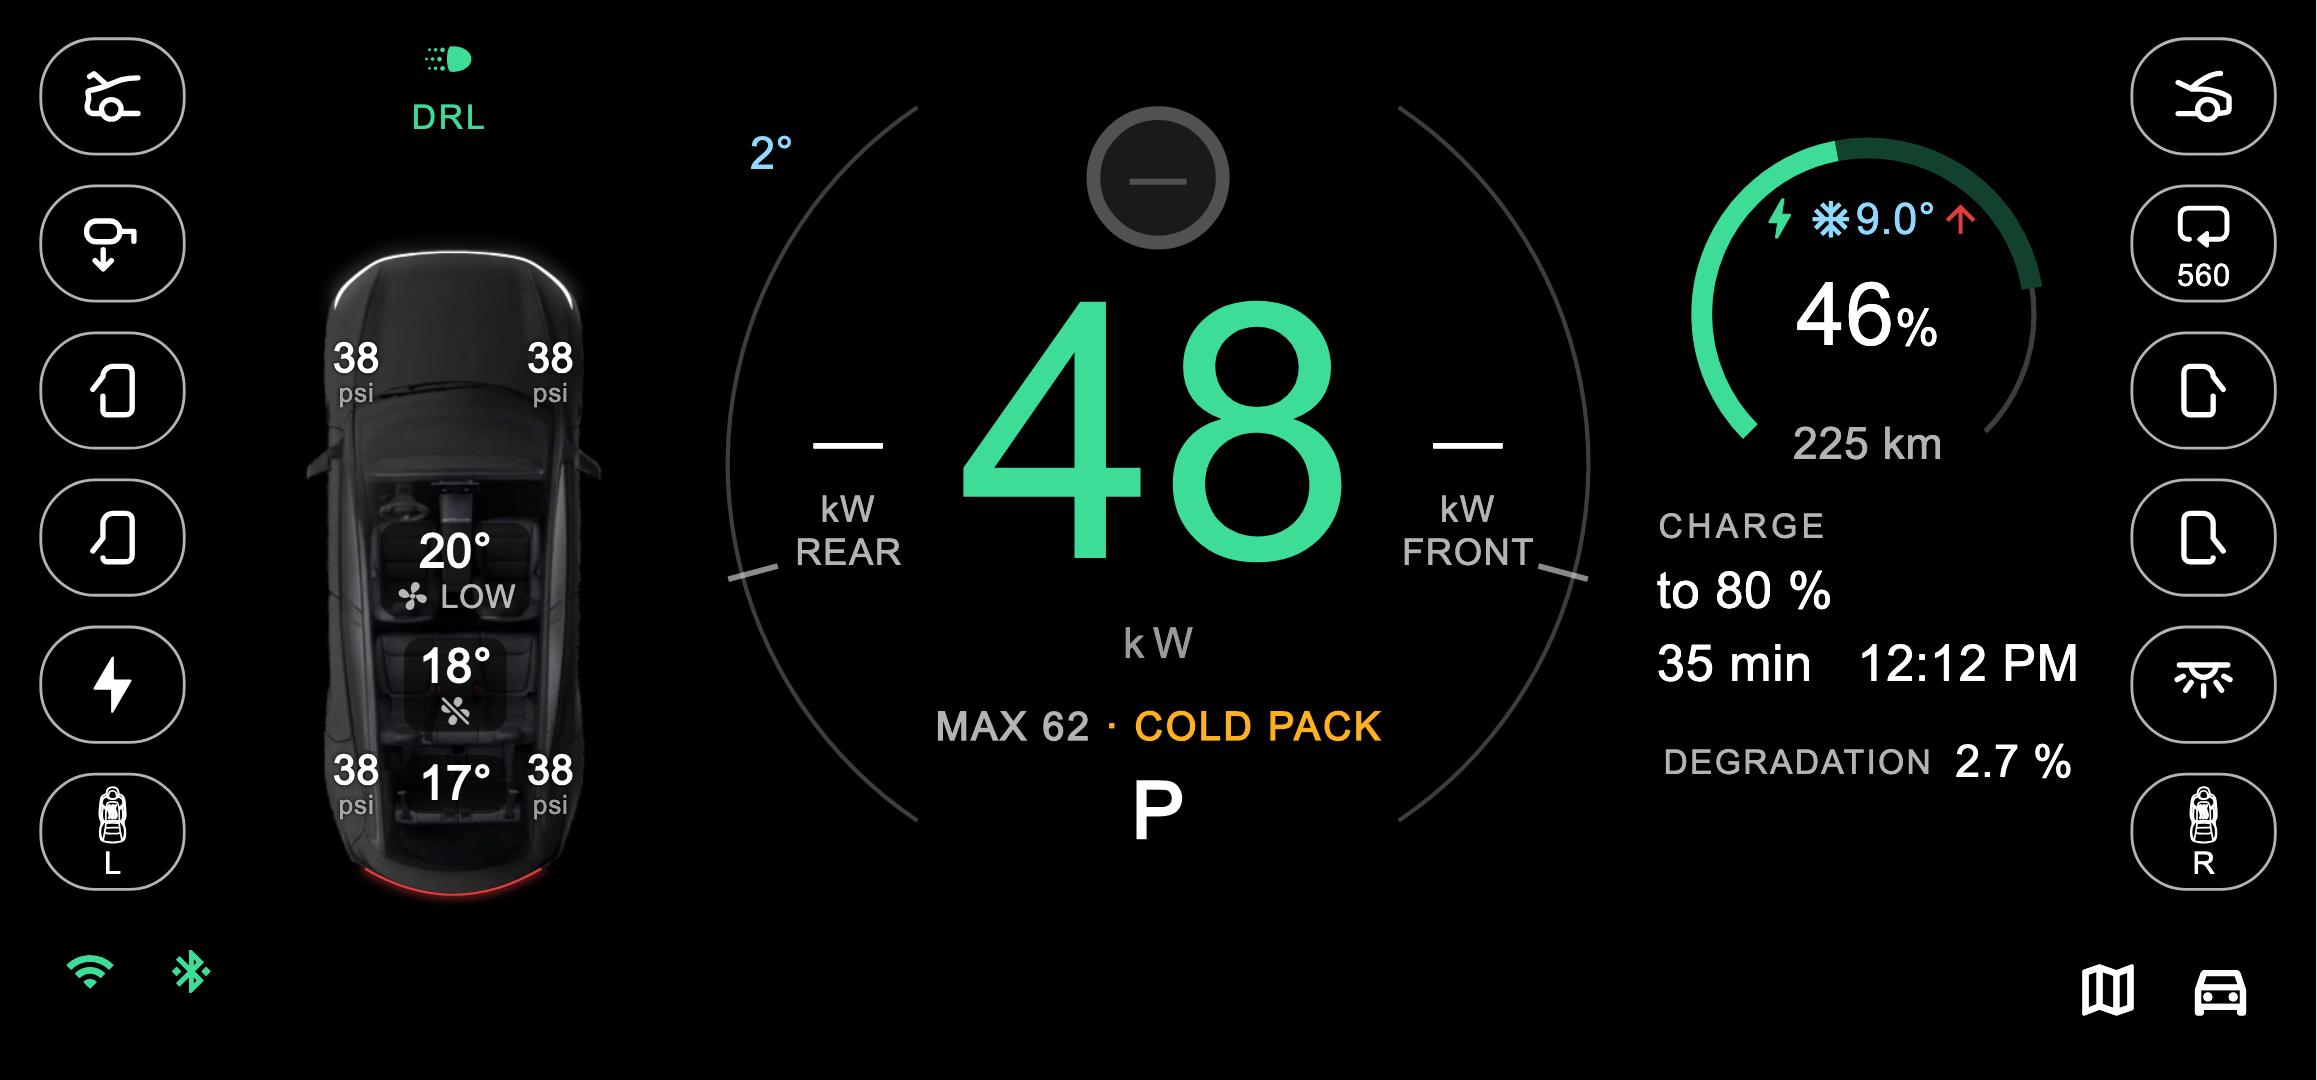 DRL
2°
38
psi
38
psi
20°
LOW
18°
17°
38
psi
38
psi
L
—
kW
REAR
48
kW
—
kW
FRONT
MAX 62 · COLD PACK
P
9.0°
46%
225 km
CHARGE
to 80 %
35 min 12:12 PM
DEGRADATION 2.7 %
560
R